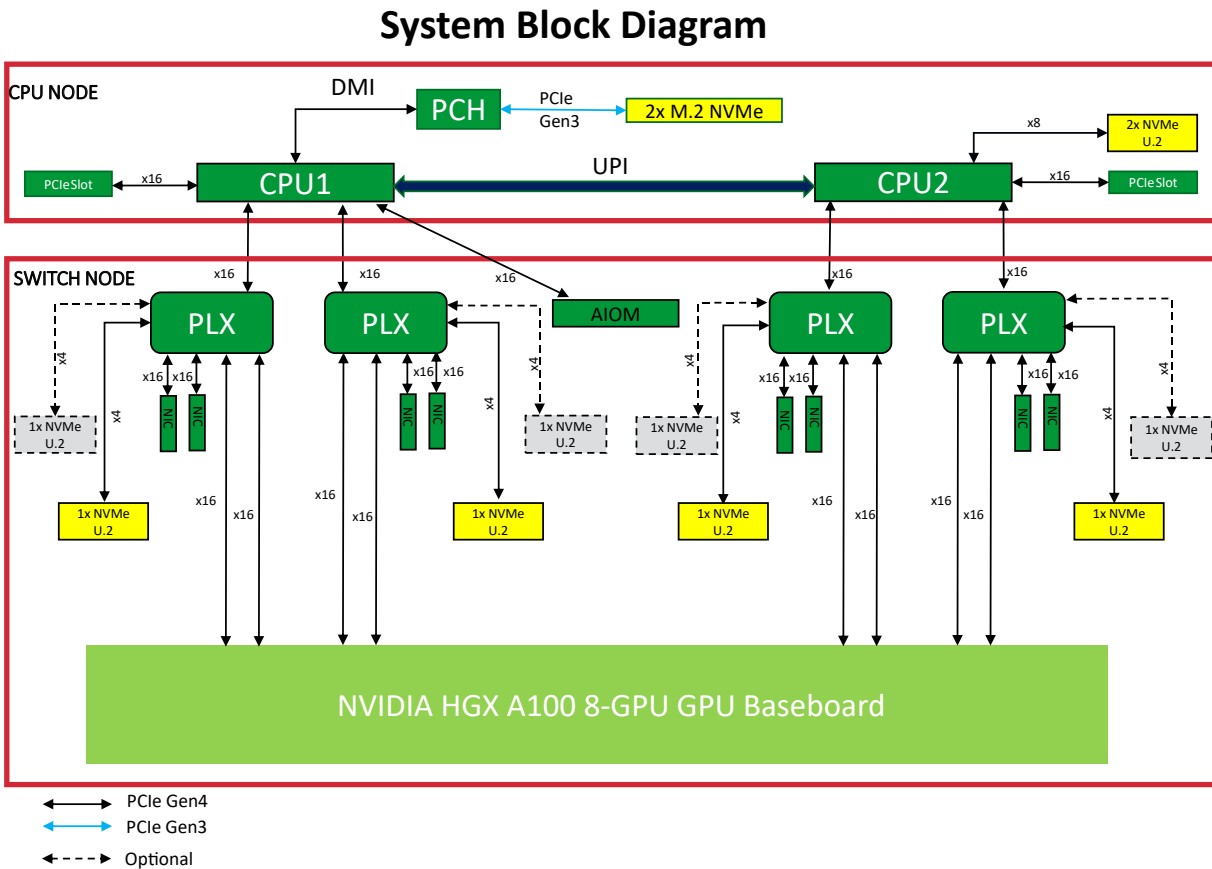 System Block Diagram
CPU NODE
DMI
PCH
PCIe
Gen3
2x M.2 NVMe
x8
2x NVMe
U.2
PCIeSlot
x16
CPU1
UPI
CPU2
x16
PCIeSlot
SWITCH NODE
x16
x16
x16
x16
x16
PLX
PLX
AIOM
PLX
PLX
x4
x16
x16
x16
x16
x4
x4
x16
x16
x16
x16
x4
x4
NIC
NIC
NIC
NIC
x4
x4
NIC
NIC
NIC
NIC
x4
1x NVMe
U.2
1x NVMe
U.2
1x NVMe
U.2
1x NVMe
U.2
x16
x16
x16
x16
x16
x16
x16
x16
1x NVMe
U.2
1x NVMe
U.2
1x NVMe
U.2
1x NVMe
U.2
NVIDIA HGX A100 8-GPU GPU Baseboard
PCIe Gen4
PCIe Gen3
Optional